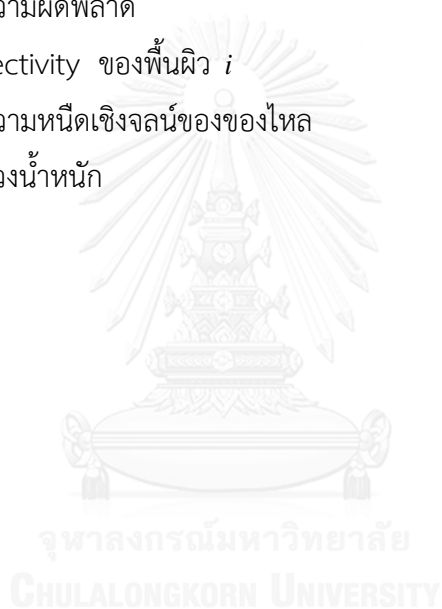 วามผิดพลาด
ectivity ของพื้นผิว i
วามหนืดเชิงจลน์ของของไหล
วงน้ำหนัก
จุฬาลงกรณ์มหาวิทยาลัย
CHULALONGKORN UNIVERSITY